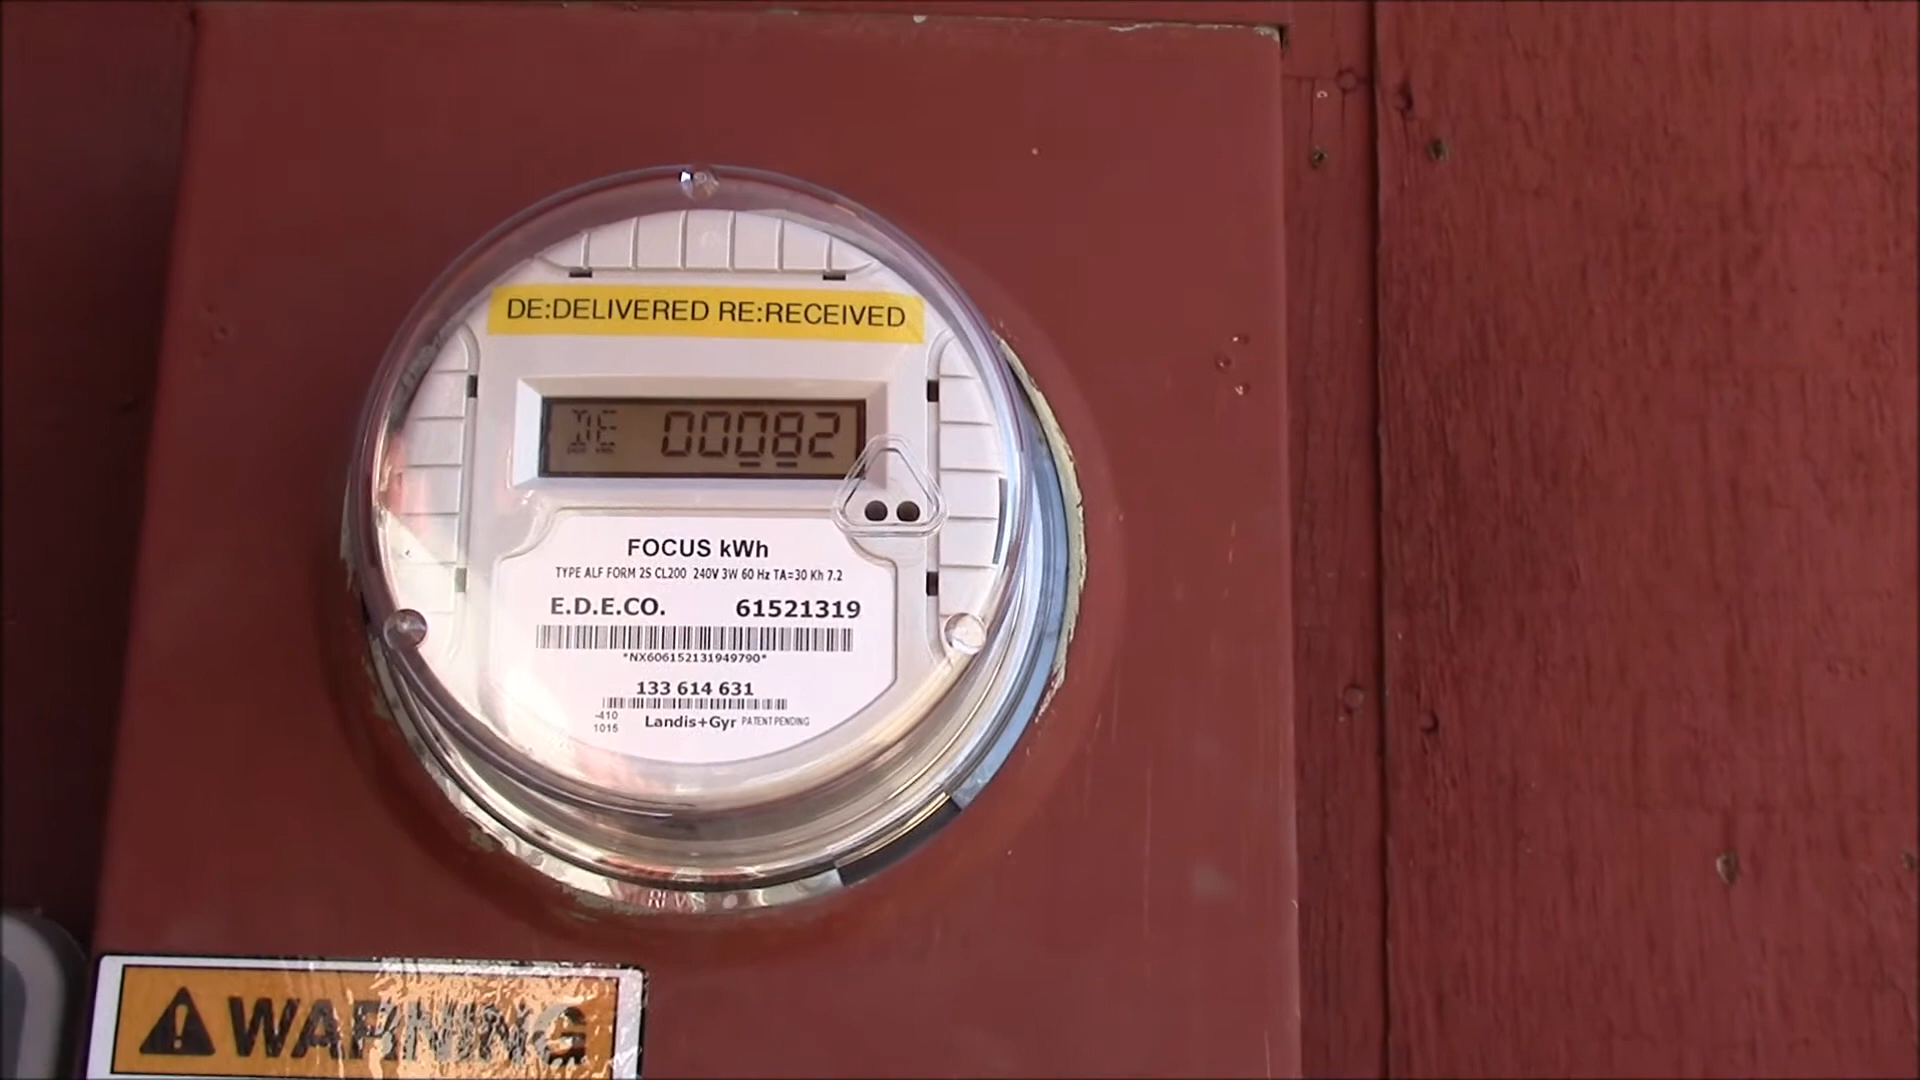 DE:DELIVERED RE:RECEIVED
DE 00082
FOCUS kWh
TYPE ALF FORM 2S CL200 240V 3W 60 Hz TA=30 Kh 7.2
E.D.E.CO. 61521319
*NX606152131949790*
133 614 631
-410
1015
Landis+Gyr PATENT PENDING
WARNING